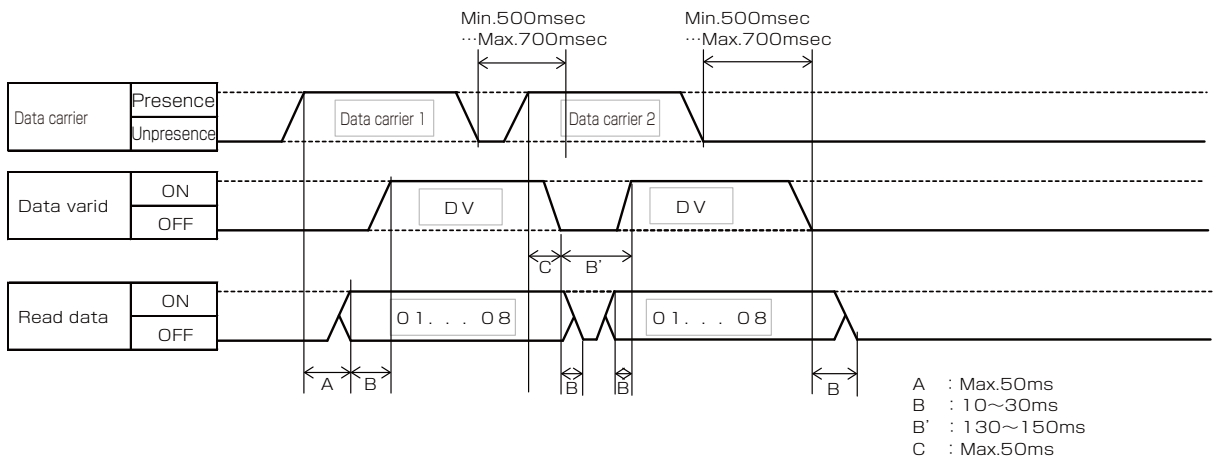 Min.500msec
…Max.700msec
Min.500msec
…Max.700msec
Data carrier
Presence
Unpresence
Data carrier 1
Data carrier 2
Data varid
ON
OFF
DV
DV
C
B’
Read data
ON
OFF
01...08
01...08
A
B
B
B
B
A : Max.50ms
B : 10～30ms
B’ : 130～150ms
C : Max.50ms